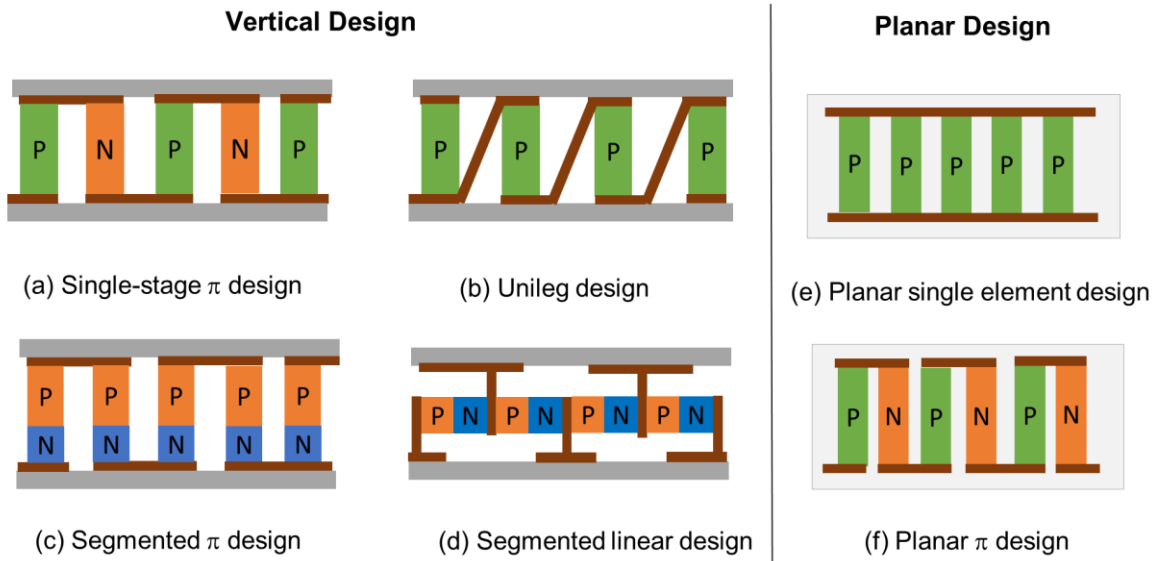 Vertical Design
Planar Design
P N P N P
(a) Single-stage π design
P P P P
(b) Unileg design
P P P P P
(e) Planar single element design
P P P P P
N N N N N
(c) Segmented π design
P N P N P N P N
(d) Segmented linear design
P N P N P N
(f) Planar π design